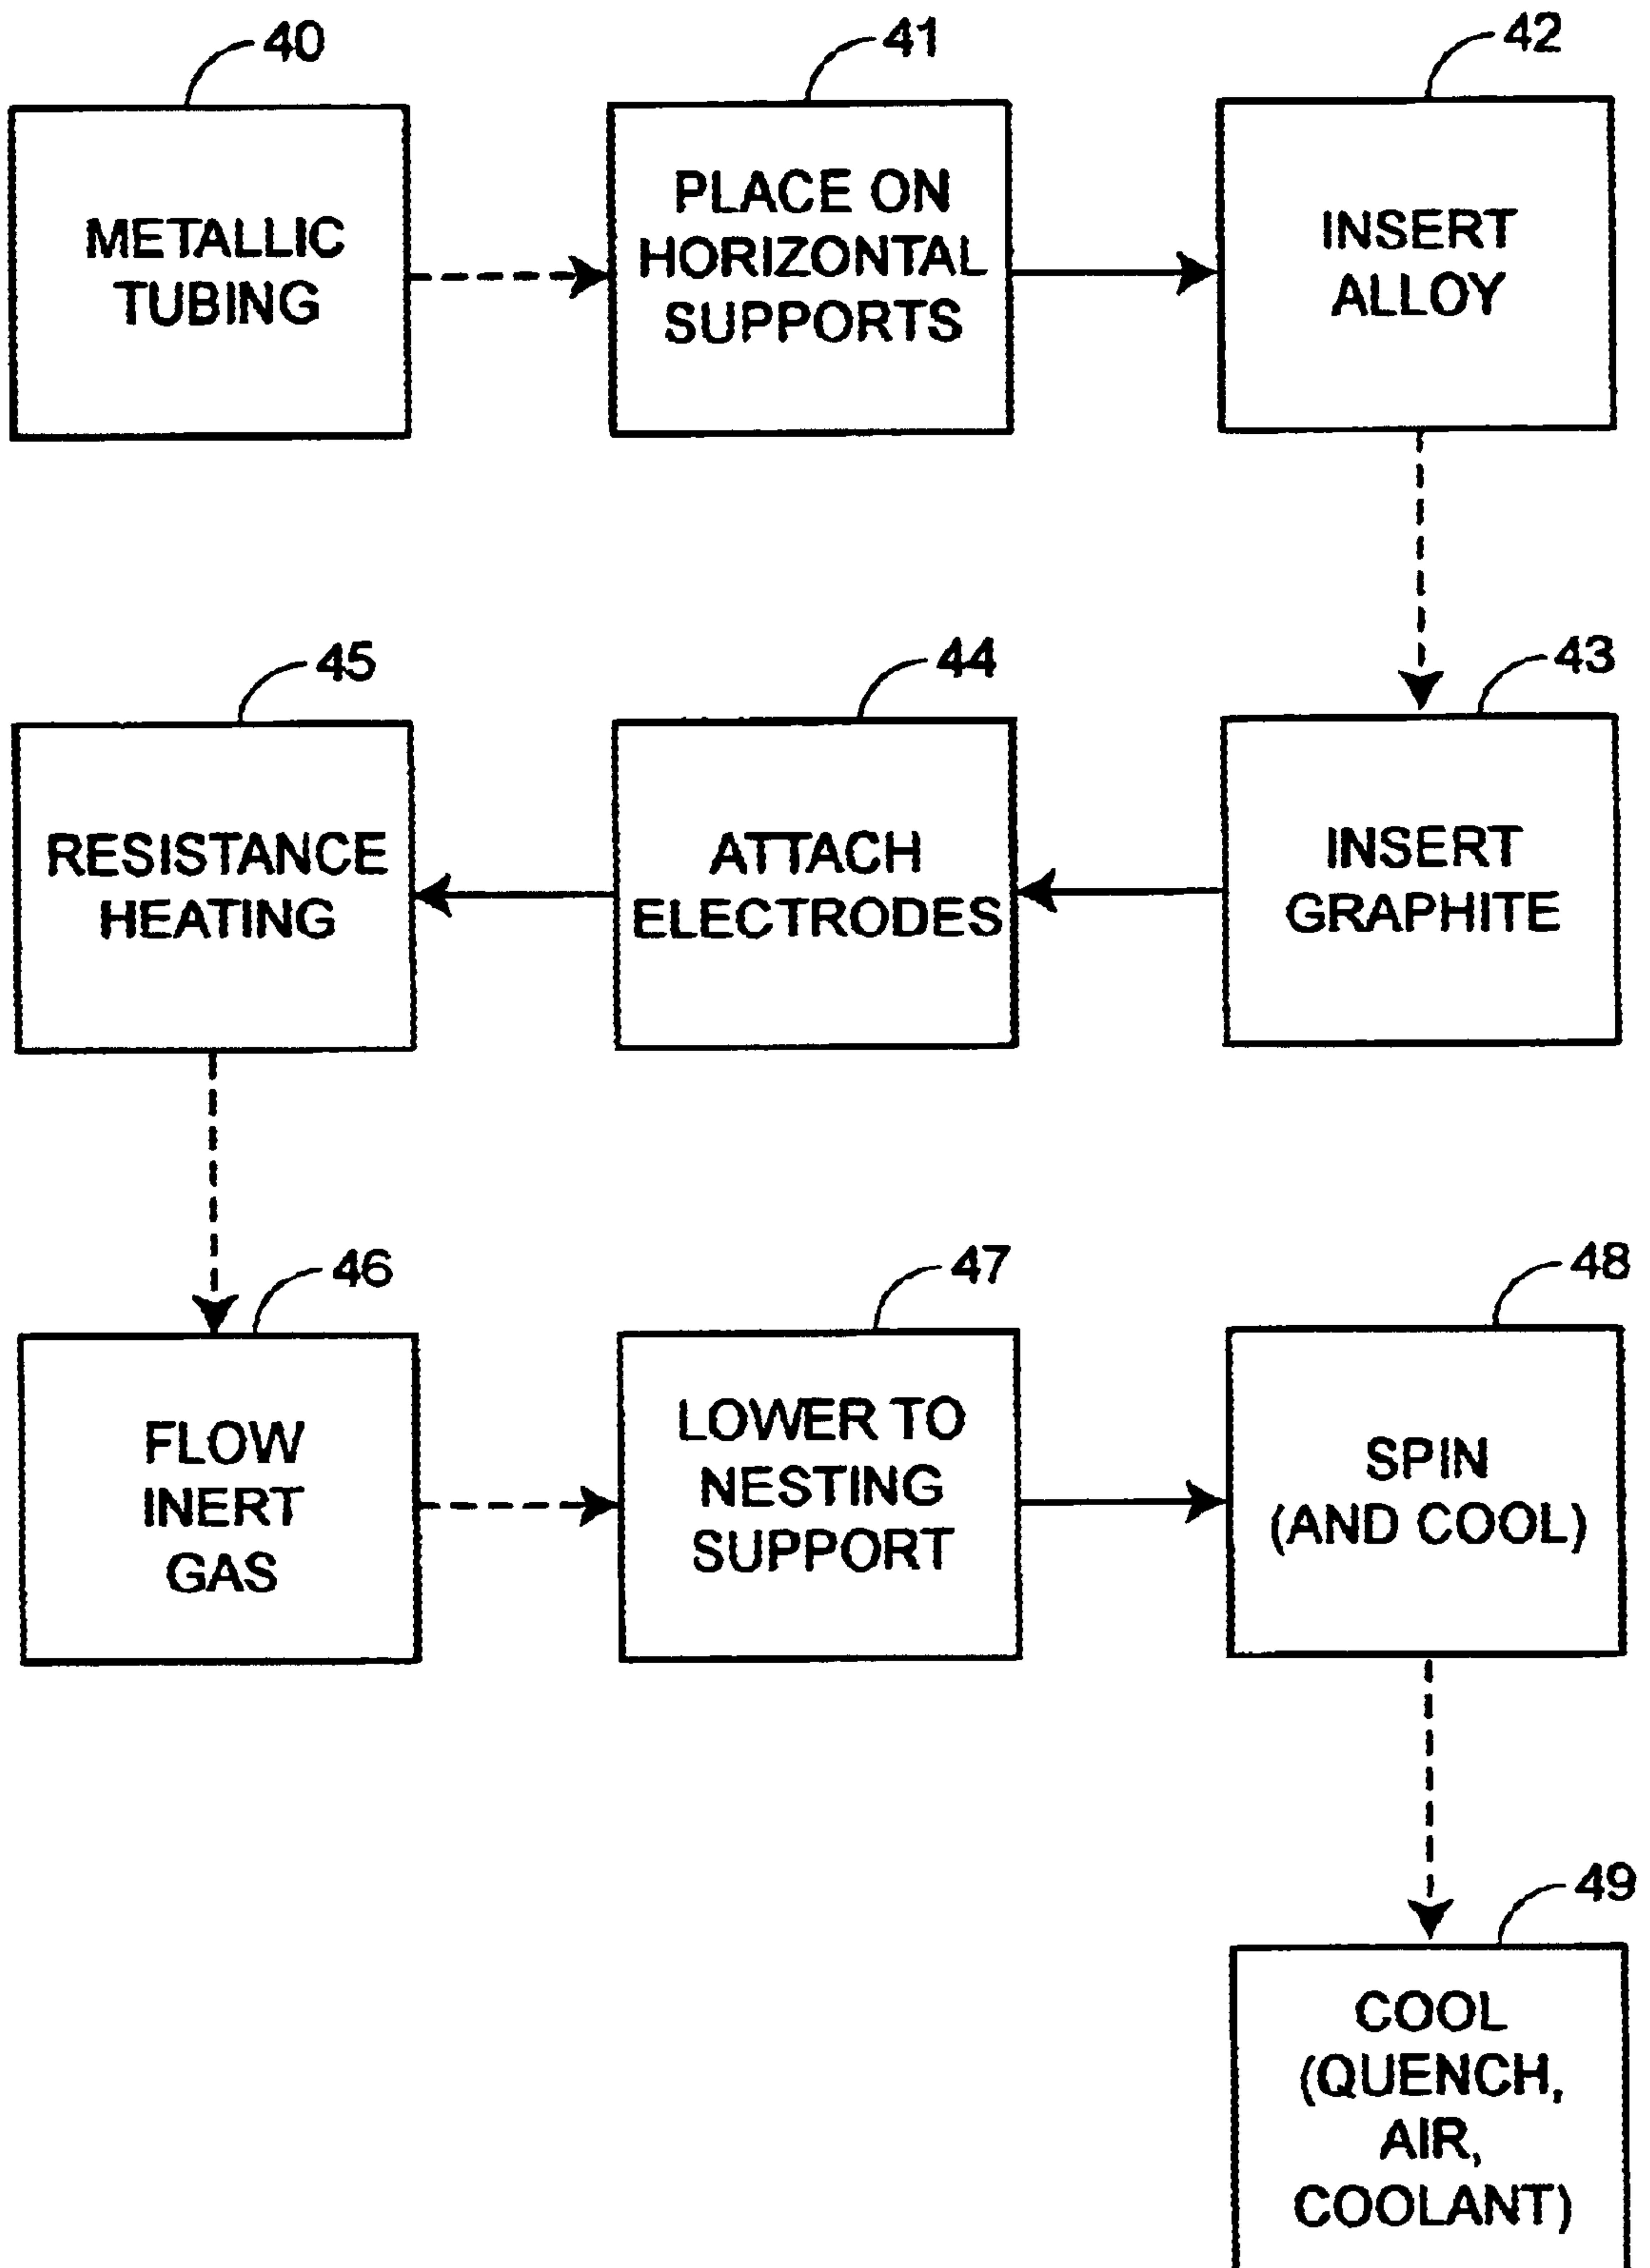 40
METALLIC
TUBING
41
PLACE ON
HORIZONTAL
SUPPORTS
42
INSERT
ALLOY
43
INSERT
GRAPHITE
44
ATTACH
ELECTRODES
45
RESISTANCE
HEATING
46
FLOW
INERT
GAS
47
LOWER TO
NESTING
SUPPORT
48
SPIN
(AND COOL)
49
COOL
(QUENCH,
AIR,
COOLANT)